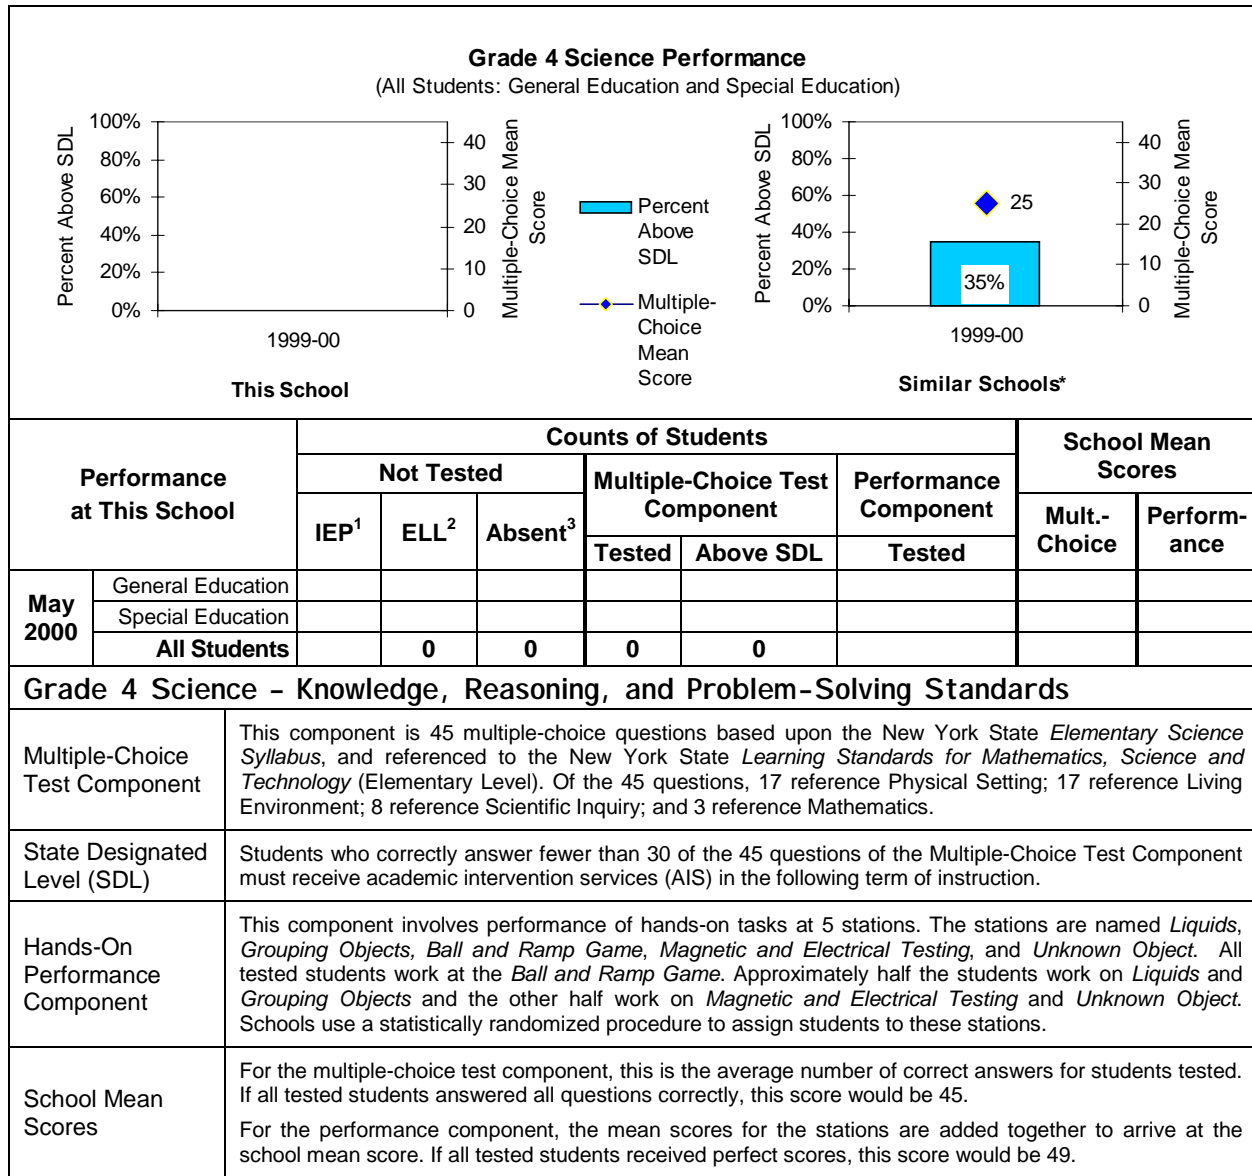 Grade 4 Science Performance
(All Students: General Education and Special Education)
Percent Above SDL
100%
80%
60%
40%
20%
0%
40
30
20
10
0
Multiple-Choice Mean
Score
1999-00
This School
Percent
Above
SDL
Multiple-
Choice
Mean
Score
Percent Above SDL
100%
80%
60%
40%
20%
0%
25
35%
40
30
20
10
0
Multiple-Choice Mean
Score
1999-00
Similar Schools*
Performance
at This School
Counts of Students
School Mean
Scores
Not Tested
Multiple-Choice Test
Component
Performance
Component
IEP1
ELL2
Absent3
Mult.-
Choice
Perform-
ance
Tested
Above SDL
Tested
May
2000
General Education
Special Education
All Students 0 0 0 0
Grade 4 Science – Knowledge, Reasoning, and Problem-Solving Standards
Multiple-Choice
Test Component
This component is 45 multiple-choice questions based upon the New York State Elementary Science
Syllabus, and referenced to the New York State Learning Standards for Mathematics, Science and
Technology (Elementary Level). Of the 45 questions, 17 reference Physical Setting; 17 reference Living
Environment; 8 reference Scientific Inquiry; and 3 reference Mathematics.
State Designated
Level (SDL)
Students who correctly answer fewer than 30 of the 45 questions of the Multiple-Choice Test Component
must receive academic intervention services (AIS) in the following term of instruction.
Hands-On
Performance
Component
This component involves performance of hands-on tasks at 5 stations. The stations are named Liquids,
Grouping Objects, Ball and Ramp Game, Magnetic and Electrical Testing, and Unknown Object. All
tested students work at the Ball and Ramp Game. Approximately half the students work on Liquids and
Grouping Objects and the other half work on Magnetic and Electrical Testing and Unknown Object.
Schools use a statistically randomized procedure to assign students to these stations.
School Mean
Scores
For the multiple-choice test component, this is the average number of correct answers for students tested.
If all tested students answered all questions correctly, this score would be 45.
For the performance component, the mean scores for the stations are added together to arrive at the
school mean score. If all tested students received perfect scores, this score would be 49.